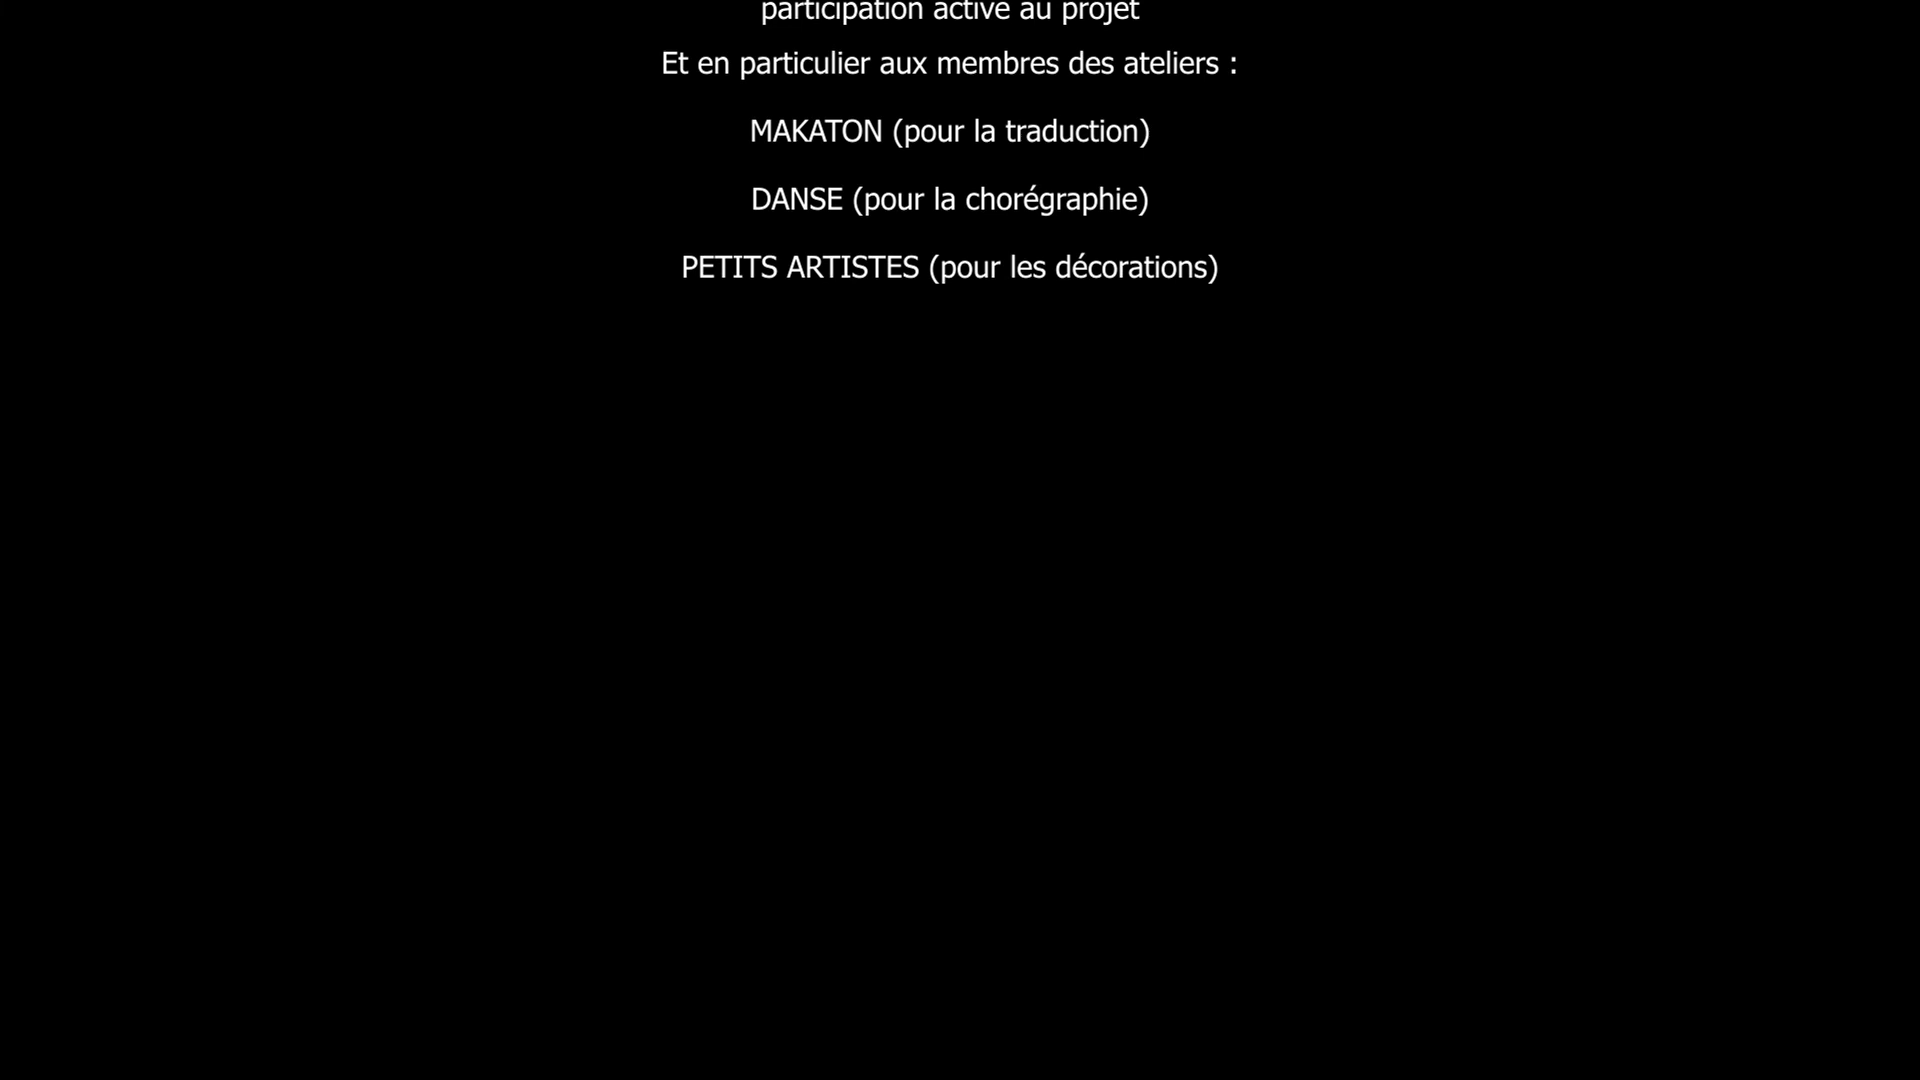 participation active au projet
Et en particulier aux membres des ateliers :
MAKATON (pour la traduction)
DANSE (pour la chorégraphie)
PETITS ARTISTES (pour les décorations)